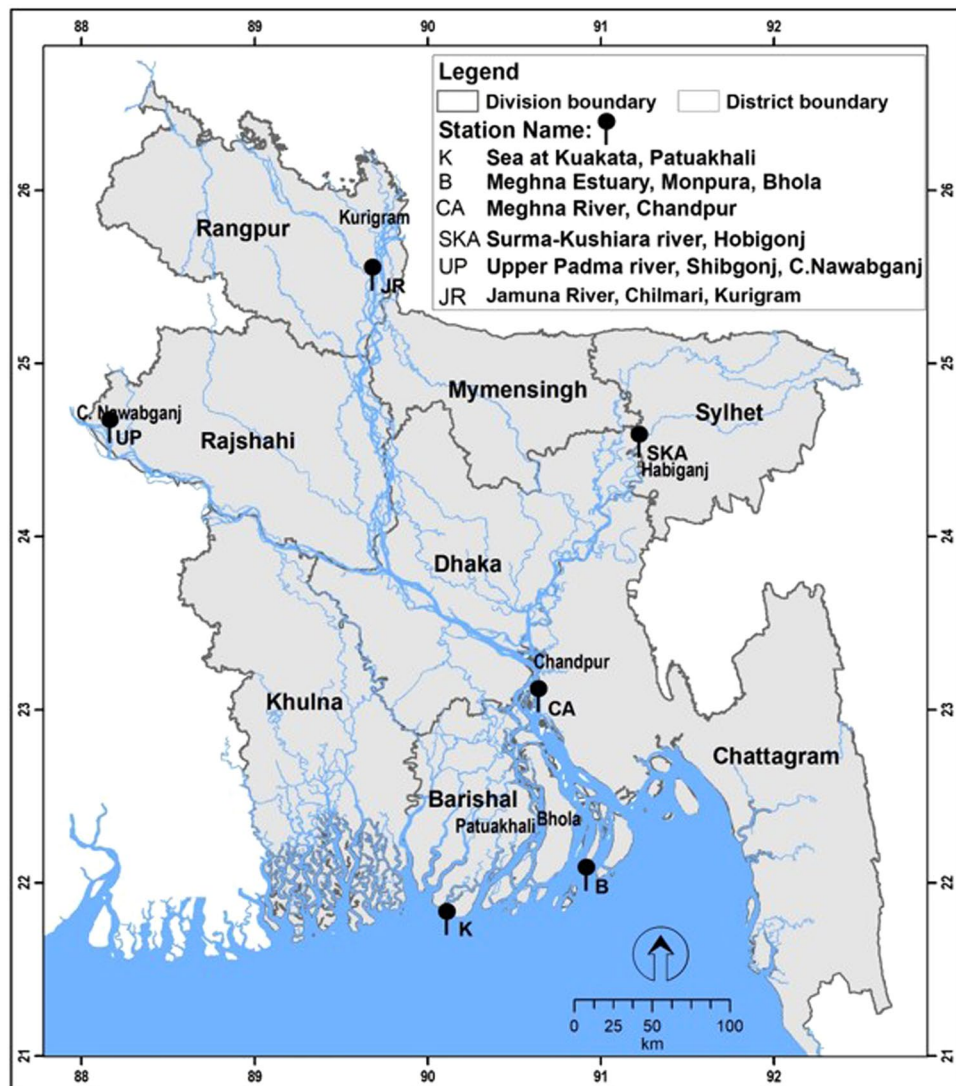 88 89 90 91 92
Legend
Division boundary District boundary
Station Name:
K Sea at Kuakata, Patuakhali
B Meghna Estuary, Monpura, Bhola
CA Meghna River, Chandpur
SKA Surma-Kushiara river, Hobigonj
UP Upper Padma river, Shibgonj, C.Nawabganj
JR Jamuna River, Chilmari, Kurigram
26 26
Kurigram
Rangpur
JR
25 25
Mymensingh
Sylhet
C. Nawabganj
UP
Rajshahi
SKA
Habiganj
24 24
Dhaka
Chandpur
Khulna
CA
23 23
Chattagram
Barishal
Bhola
Patuakhali
22 22
B
K
0 25 50 100
km
21 21
88 89 90 91 92